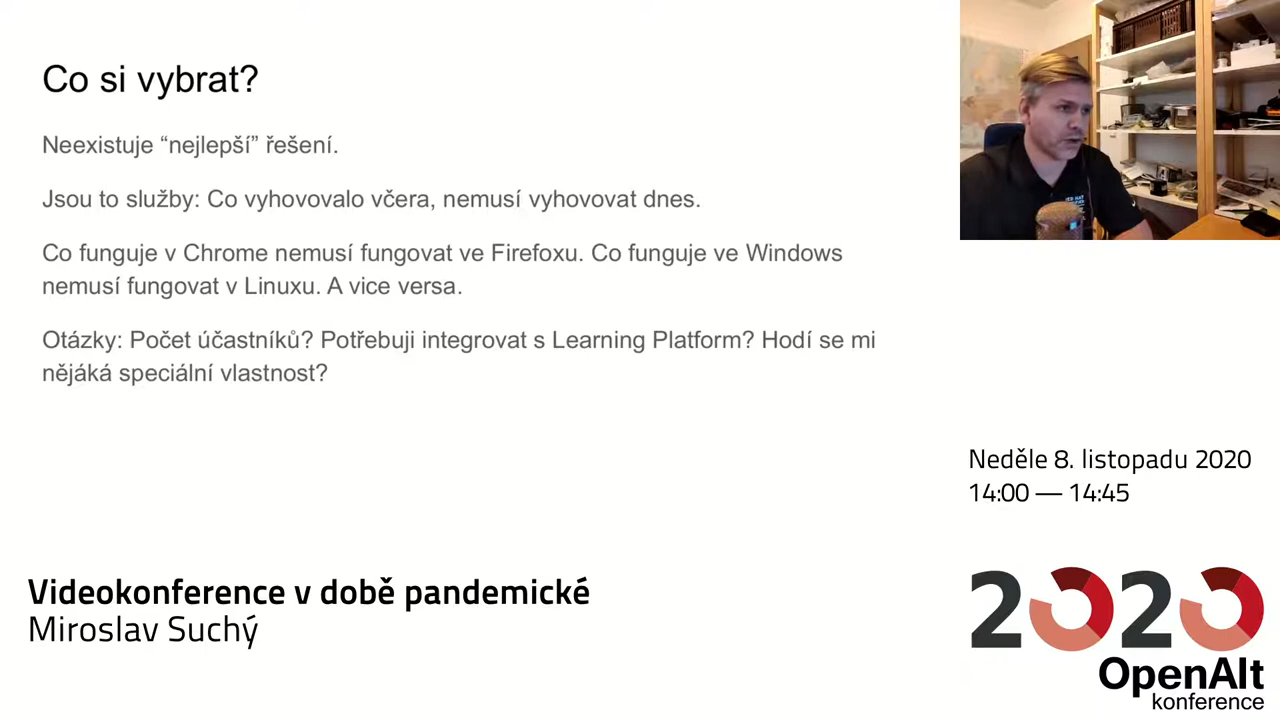 Co si vybrat?
Neexistuje “nejlepší” řešení.
Jsou to služby: Co vyhovovalo včera, nemusí vyhovovat dnes.
Co funguje v Chrome nemusí fungovat ve Firefoxu. Co funguje ve Windows
nemusí fungovat v Linuxu. A vice versa.
Otázky: Počet účastníků? Potřebuji integrovat s Learning Platform? Hodí se mi
nějáká speciální vlastnost?
Neděle 8. listopadu 2020
14:00 — 14:45
Videokonference v době pandemické
Miroslav Suchý
2020
OpenAlt
konference